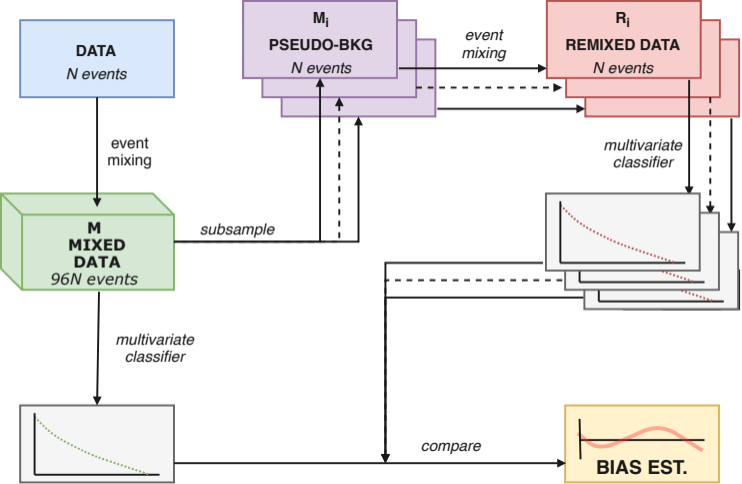 DATA
N events
event
mixing
M
MIXED
DATA
96N events
subsample
multivariate
classifier
Mi
PSEUDO-BKG
N events
event
mixing
Ri
REMIXED DATA
N events
multivariate
classifier
compare
BIAS EST.